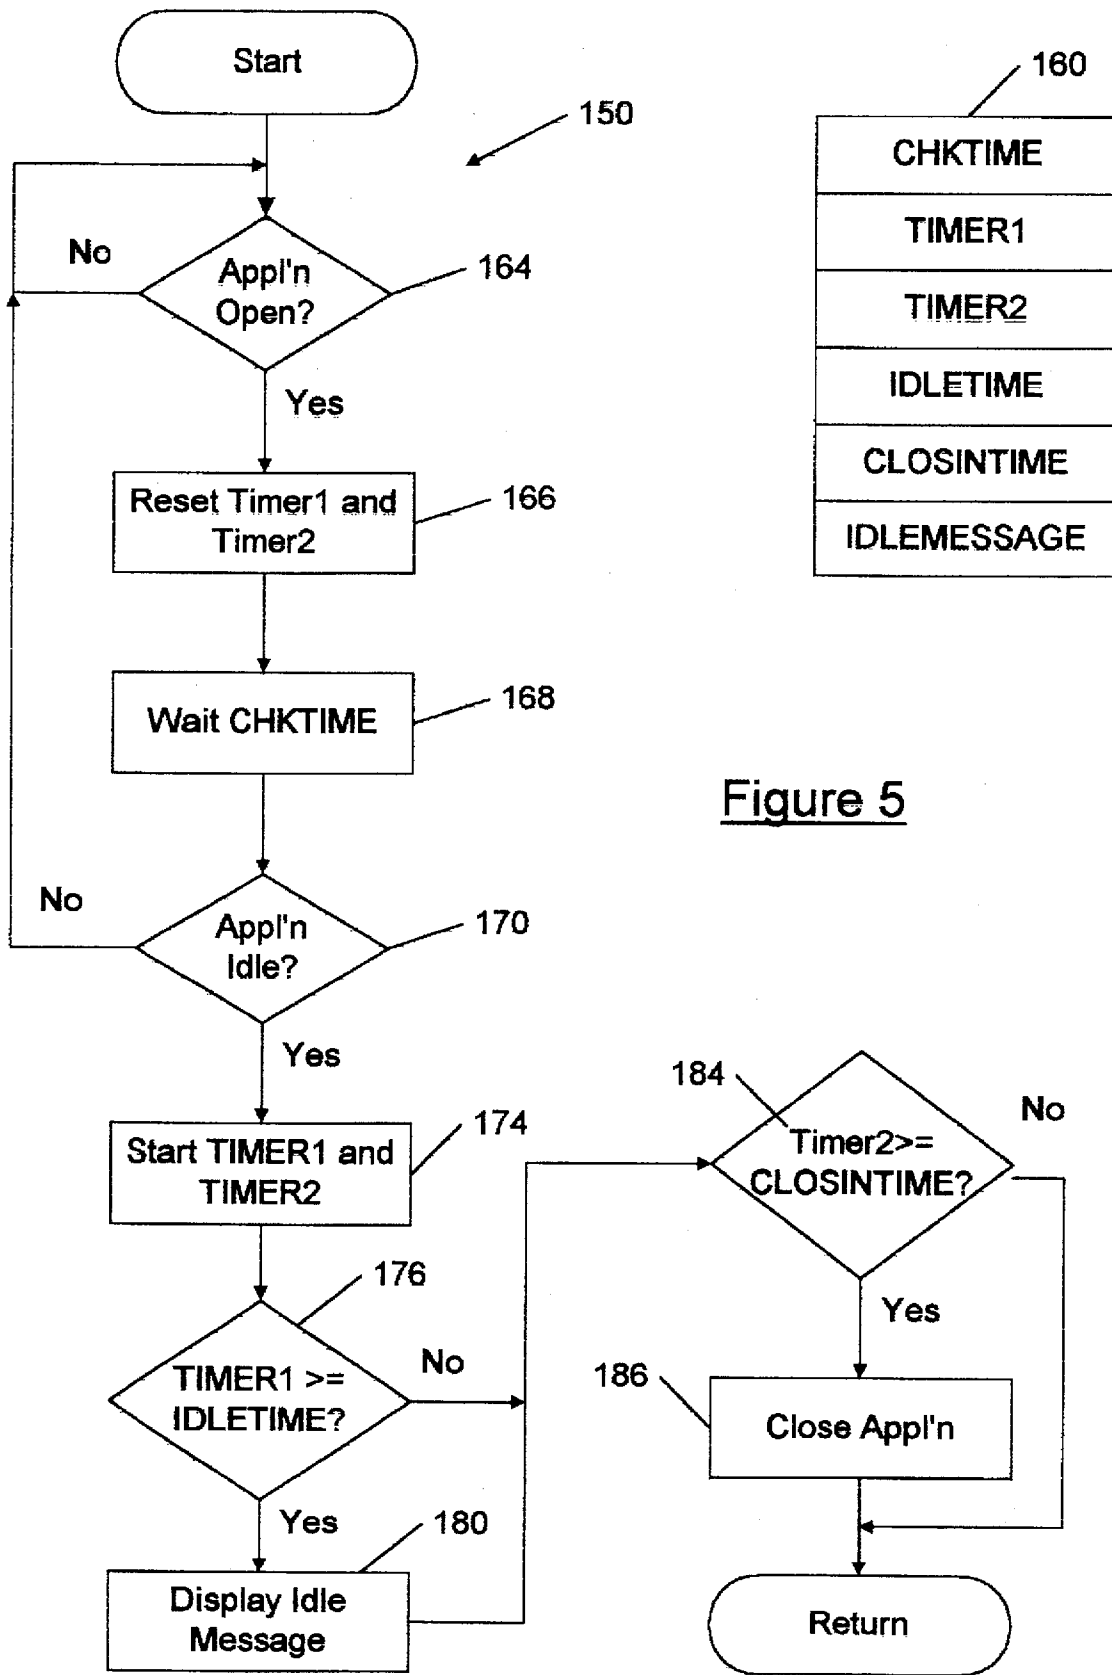 Start
150
No
Appl'n
Open?
164
Yes
Reset Timer1 and
Timer2
166
Wait CHKTIME
168
No
Appl'n
Idle?
170
Yes
Start TIMER1 and
TIMER2
174
176
TIMER1 >=
IDLETIME?
No
Yes
180
Display Idle
Message
160
CHKTIME
TIMER1
TIMER2
IDLETIME
CLOSINTIME
IDLEMESSAGE
Figure 5
184
Timer2>=
CLOSINTIME?
No
Yes
186
Close Appl'n
Return